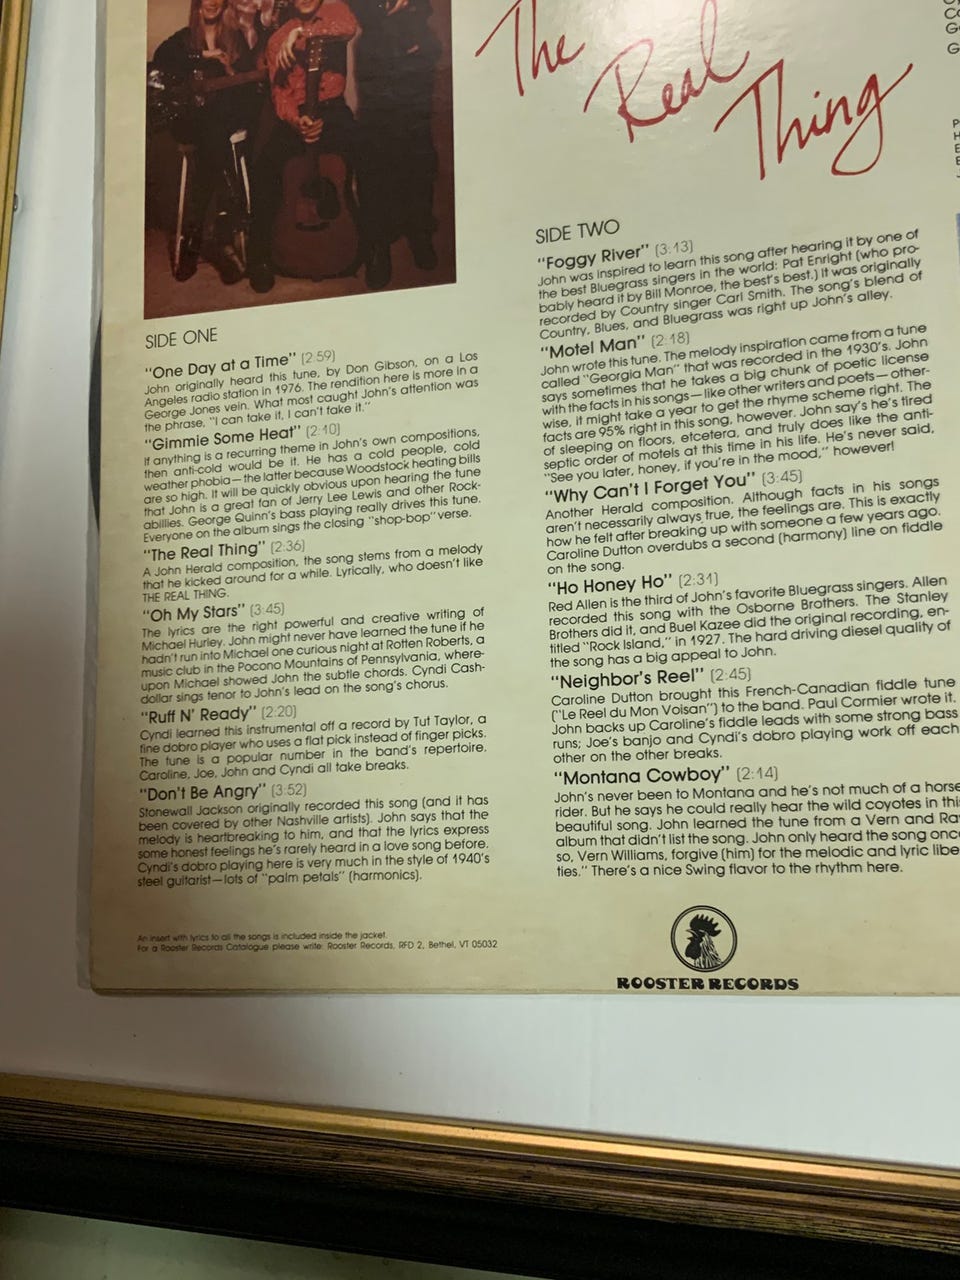 The
Real
Thing
SIDE ONE
"One Day at a Time" (2:59)
John originally heard this tune, by Don Gibson, on a Los
Angeles radio station in 1976. The rendition here is more in a
George Jones vein. What most caught John's attention was
the phrase, "I can take it, I can't take it."
"Gimmie Some Heat" (2:10)
If anything is a recurring theme in John's own compositions,
then anti-cold would be it. He has a cold people, cold
weather phobia—the latter because Woodstock heating bills
are so high. It will be quickly obvious upon hearing the tune
that John is a great fan of Jerry Lee Lewis and other Rock-
abillies. George Quinn's bass playing really drives this tune.
Everyone on the album sings the closing "shop-bop" verse.
"The Real Thing" (2:36)
A John Herald composition, the song stems from a melody
that he kicked around for a while. Lyrically, who doesn't like
THE REAL THING.
"Oh My Stars" (3:45)
The lyrics are the right powerful and creative writing of
Michael Hurley. John might never have learned the tune if he
hadn't run into Michael one curious night at Rotten Roberts, a
music club in the Pocono Mountains of Pennsylvania, where-
upon Michael showed John the subtle chords. Cyndi Cash-
dollar sings tenor to John's lead on the song's chorus.
"Ruff N' Ready" (2:20)
Cyndi learned this instrumental off a record by Tut Taylor, a
fine dobro player who uses a flat pick instead of finger picks.
The tune is a popular number in the band's repertoire.
Caroline, Joe, John and Cyndi all take breaks.
"Don't Be Angry" (3:52)
Stonewall Jackson originally recorded this song (and it has
been covered by other Nashville artists). John says that the
melody is heartbreaking to him, and that the lyrics express
some honest feelings he's rarely heard in a love song before.
Cyndi's dobro playing here is very much in the style of 1940's
steel guitarist—lots of "palm petals" (harmonics).
An insert with lyrics to all the songs is included inside the jacket.
For a Rooster Records Catalogue please write: Rooster Records, RFD 2, Bethel, VT 05032
SIDE TWO
"Foggy River" (3:13)
John was inspired to learn this song after hearing it by one of
the best Bluegrass singers in the world: Pat Enright (who pro-
bably heard it by Bill Monroe, the best's best.) It was originally
recorded by Country singer Carl Smith. The song's blend of
Country, Blues, and Bluegrass was right up John's alley.
"Motel Man" (2:18)
John wrote this tune. The melody inspiration came from a tune
called "Georgia Man" that was recorded in the 1930's. John
says sometimes that he takes a big chunk of poetic license
with the facts in his songs—like other writers and poets—other-
wise, it might take a year to get the rhyme scheme right. The
facts are 95% right in this song, however. John say's he's tired
of sleeping on floors, etcetera, and truly does like the anti-
septic order of motels at this time in his life. He's never said,
"See you later, honey, if you're in the mood," however!
"Why Can't I Forget You" (3:45)
Another Herald composition. Although facts in his songs
aren't necessarily always true, the feelings are. This is exactly
how he felt after breaking up with someone a few years ago.
Caroline Dutton overdubs a second (harmony) line on fiddle
on the song.
"Ho Honey Ho" (2:31)
Red Allen is the third of John's favorite Bluegrass singers. Allen
recorded this song with the Osborne Brothers. The Stanley
Brothers did it, and Buel Kazee did the original recording, en-
titled "Rock Island," in 1927. The hard driving diesel quality of
the song has a big appeal to John.
"Neighbor's Reel" (2:45)
Caroline Dutton brought this French-Canadian fiddle tune
("Le Reel du Mon Voisan") to the band. Paul Cormier wrote it.
John backs up Caroline's fiddle leads with some strong bass
runs; Joe's banjo and Cyndi's dobro playing work off each
other on the other breaks.
"Montana Cowboy" (2:14)
John's never been to Montana and he's not much of a horse
rider. But he says he could really hear the wild coyotes in thi
beautiful song. John learned the tune from a Vern and Ra
album that didn't list the song. John only heard the song onc
so, Vern Williams, forgive (him) for the melodic and lyric libe
ties." There's a nice Swing flavor to the rhythm here.
ROOSTER RECORDS